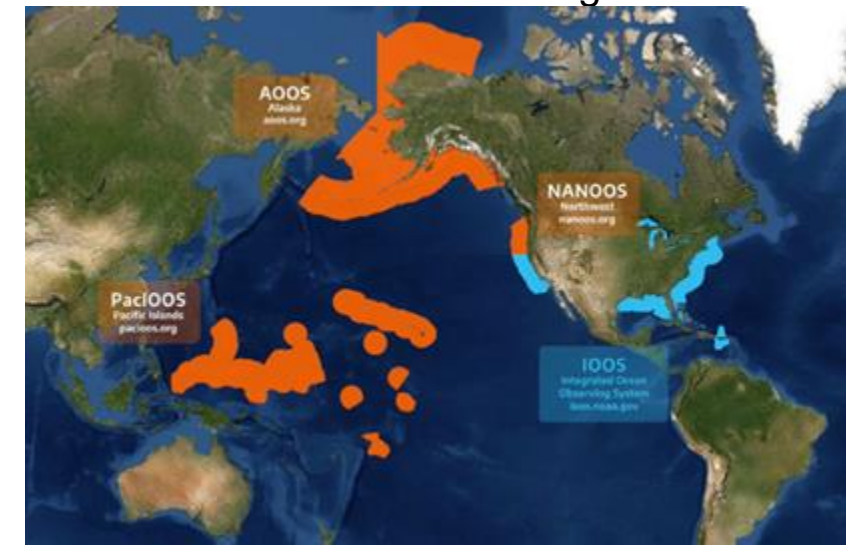 AOOS
Alaska
aoos.org
NANOOS
Northwest
nanoos.org
PacIOOS
Pacific Islands
pacioos.org
IOOS
Integrated Ocean
Observing System
ioos.noaa.gov